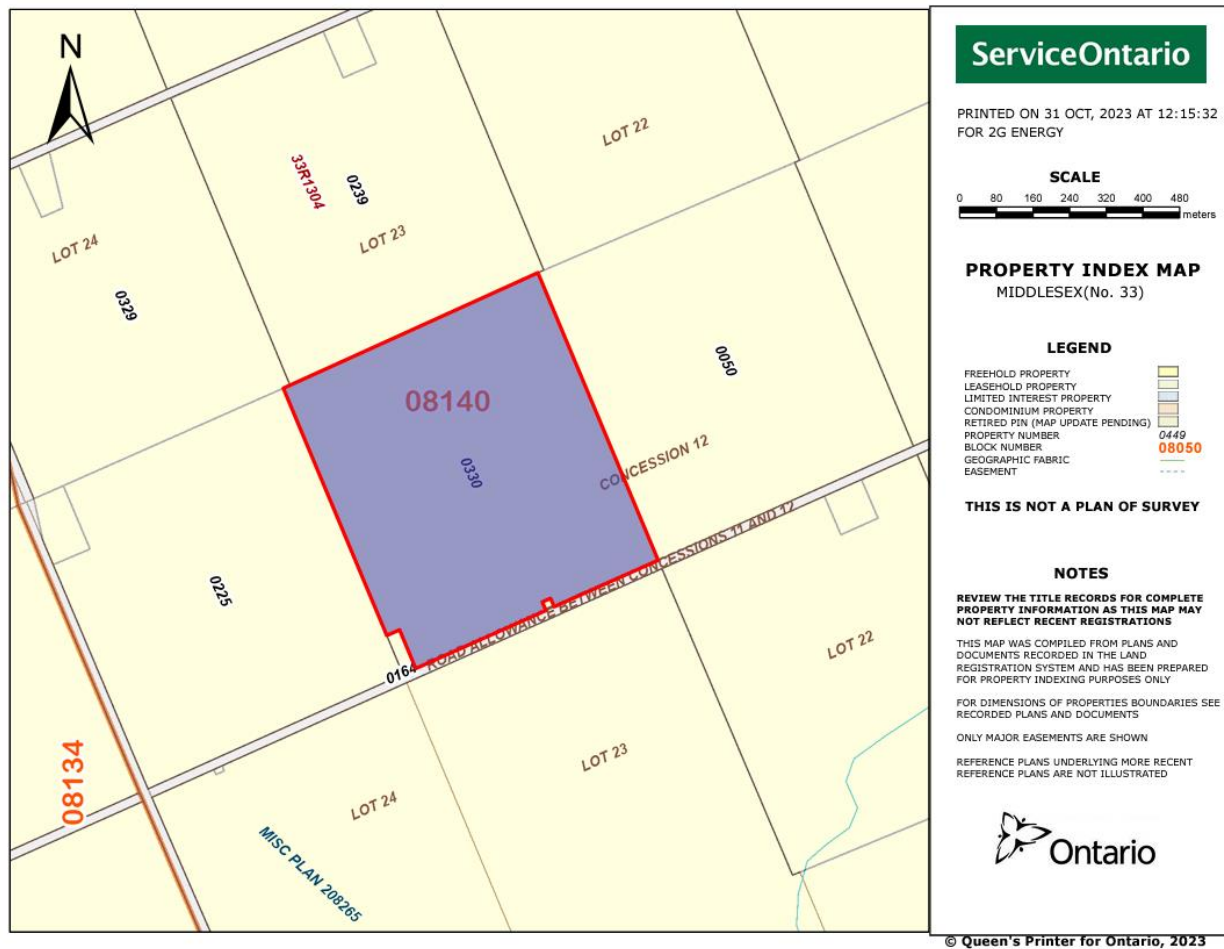 N
LOT 22
33R1304
0239
LOT 24
LOT 23
0329
0050
08140
CONCESSION 12
0330
ROAD ALLOWANCE BETWEEN CONCESSIONS 11 AND 12
0225
0164
LOT 22
LOT 23
08134
LOT 24
MISC PLAN 208265
ServiceOntario
PRINTED ON 31 OCT, 2023 AT 12:15:32
FOR 2G ENERGY
SCALE
0 80 160 240 320 400 480
meters
PROPERTY INDEX MAP
MIDDLESEX(No. 33)
LEGEND
FREEHOLD PROPERTY
LEASEHOLD PROPERTY
LIMITED INTEREST PROPERTY
CONDOMINIUM PROPERTY
RETIRED PIN (MAP UPDATE PENDING)
PROPERTY NUMBER 0449
BLOCK NUMBER 08050
GEOGRAPHIC FABRIC
EASEMENT
THIS IS NOT A PLAN OF SURVEY
NOTES
REVIEW THE TITLE RECORDS FOR COMPLETE
PROPERTY INFORMATION AS THIS MAP MAY
NOT REFLECT RECENT REGISTRATIONS
THIS MAP WAS COMPILED FROM PLANS AND
DOCUMENTS RECORDED IN THE LAND
REGISTRATION SYSTEM AND HAS BEEN PREPARED
FOR PROPERTY INDEXING PURPOSES ONLY
FOR DIMENSIONS OF PROPERTIES BOUNDARIES SEE
RECORDED PLANS AND DOCUMENTS
ONLY MAJOR EASEMENTS ARE SHOWN
REFERENCE PLANS UNDERLYING MORE RECENT
REFERENCE PLANS ARE NOT ILLUSTRATED
Ontario
© Queen's Printer for Ontario, 2023